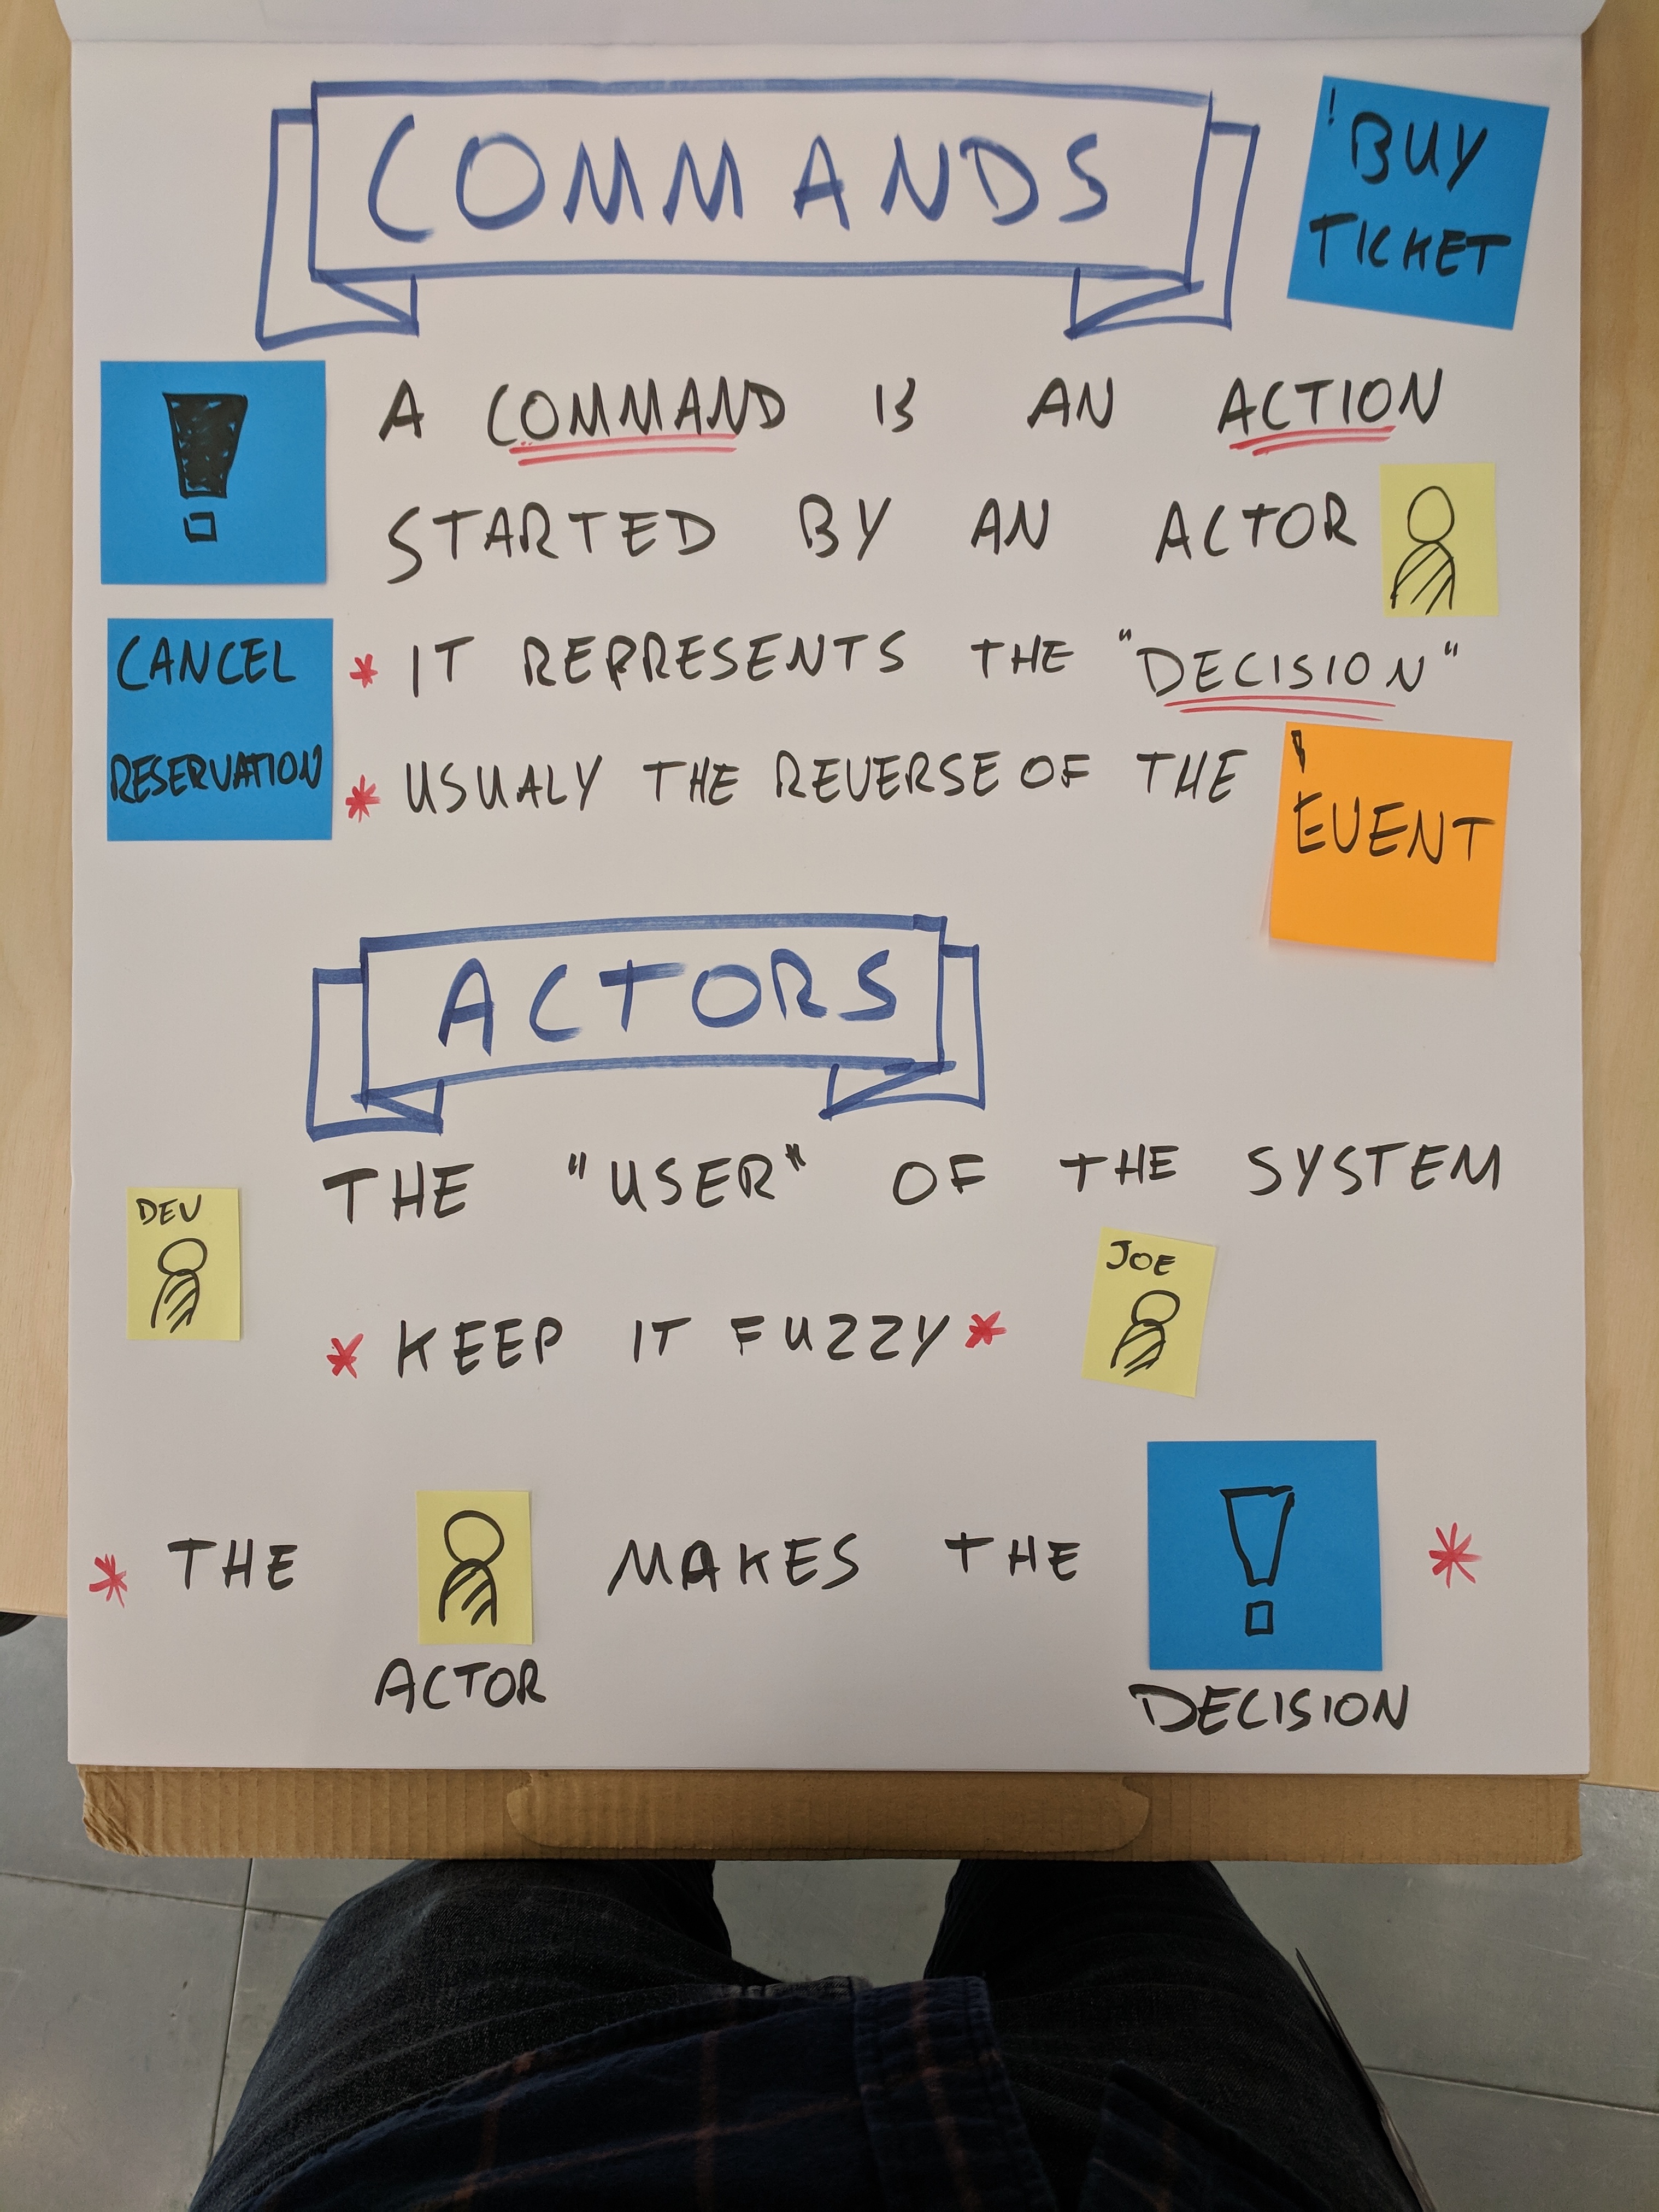 COMMANDS
! BUY
TICKET
!
A COMMAND IS AN ACTION
STARTED BY AN ACTOR
CANCEL
RESERVATION
* IT REPRESENTS THE "DECISION"
* USUALY THE REVERSE OF THE
! EVENT
ACTORS
THE "USER" OF THE SYSTEM
DEV
JOE
* KEEP IT FUZZY *
* THE MAKES THE ! *
ACTOR
DECISION